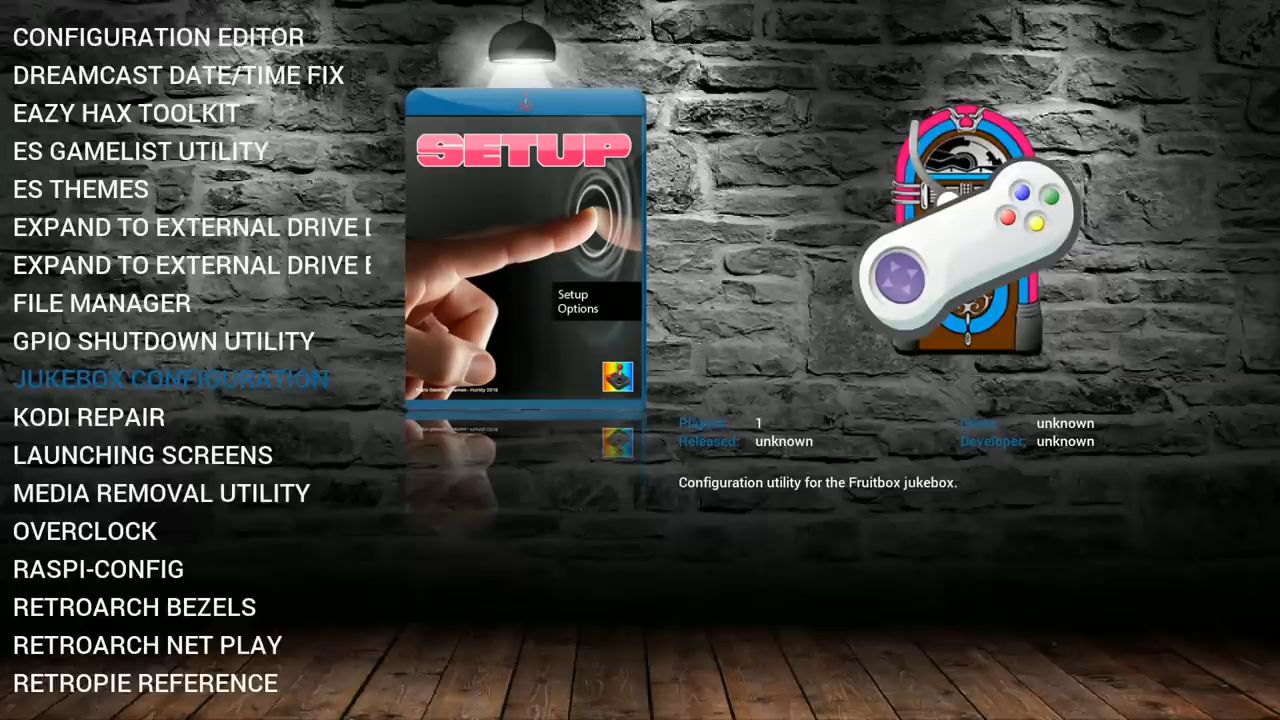 CONFIGURATION EDITOR
DREAMCAST DATE/TIME FIX
EAZY HAX TOOLKIT
ES GAMELIST UTILITY
ES THEMES
EXPAND TO EXTERNAL DRIVE
EXPAND TO EXTERNAL DRIVE
FILE MANAGER
GPIO SHUTDOWN UTILITY
JUKEBOX CONFIGURATION
KODI REPAIR
LAUNCHING SCREENS
MEDIA REMOVAL UTILITY
OVERCLOCK
RASPI-CONFIG
RETROARCH BEZELS
RETROARCH NET PLAY
RETROPIE REFERENCE
SETUP
Setup
Options
Players: 1
unknown
Released: unknown
Developer: unknown
Configuration utility for the Fruitbox jukebox.